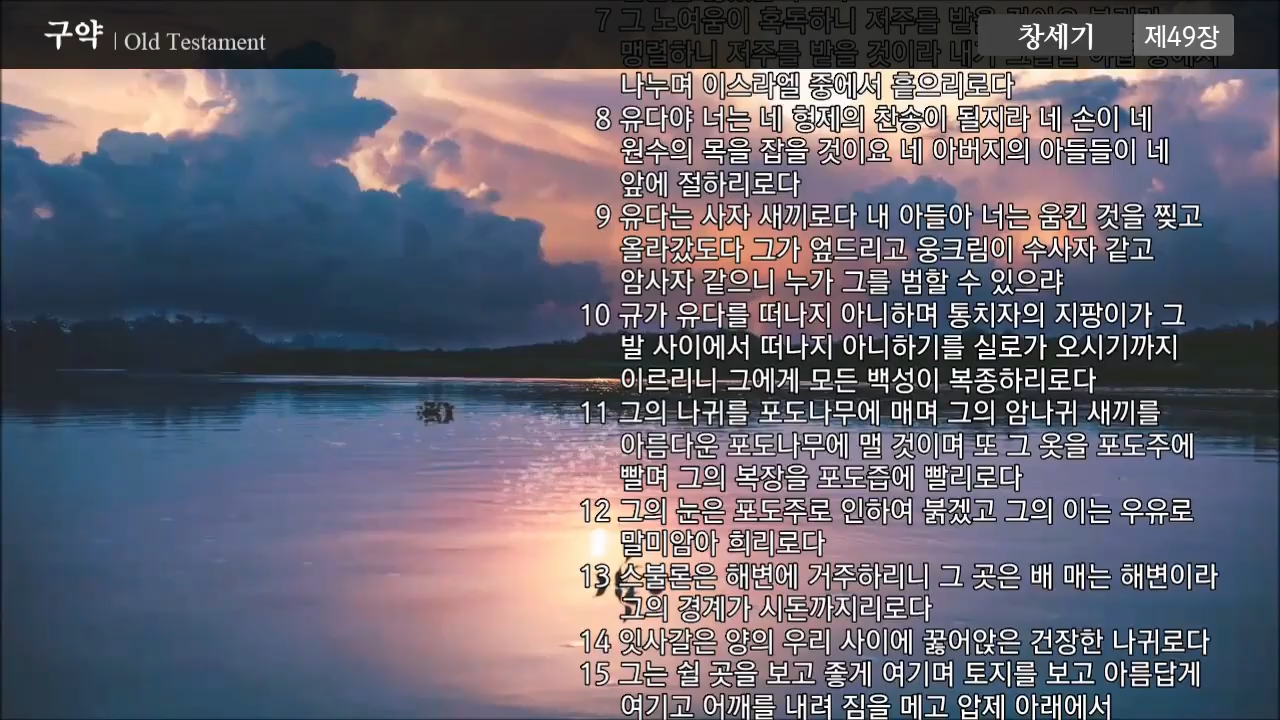 구약 | Old Testament
창세기 제49장
7 그 노여움이 혹독하니 저주를 받을 것이요
맹렬하니 저주를 받을 것이라 내가
나누며 이스라엘 중에서 흩으리로다
8 유다야 너는 네 형제의 찬송이 될지라 네 손이 네
원수의 목을 잡을 것이요 네 아버지의 아들들이 네
앞에 절하리로다
9 유다는 사자 새끼로다 내 아들아 너는 움킨 것을 찢고
올라갔도다 그가 엎드리고 웅크림이 수사자 같고
암사자 같으니 누가 그를 범할 수 있으랴
10 규가 유다를 떠나지 아니하며 통치자의 지팡이가 그
발 사이에서 떠나지 아니하기를 실로가 오시기까지
이르리니 그에게 모든 백성이 복종하리로다
11 그의 나귀를 포도나무에 매며 그의 암나귀 새끼를
아름다운 포도나무에 맬 것이며 또 그 옷을 포도주에
빨며 그의 복장을 포도즙에 빨리로다
12 그의 눈은 포도주로 인하여 붉겠고 그의 이는 우유로
말미암아 희리로다
13 스불론은 해변에 거주하리니 그 곳은 배 매는 해변이라
그의 경계가 시돈까지리로다
14 잇사갈은 양의 우리 사이에 꿇어앉은 건장한 나귀로다
15 그는 쉴 곳을 보고 좋게 여기며 토지를 보고 아름답게
여기고 어깨를 내려 짐을 메고 압제 아래에서